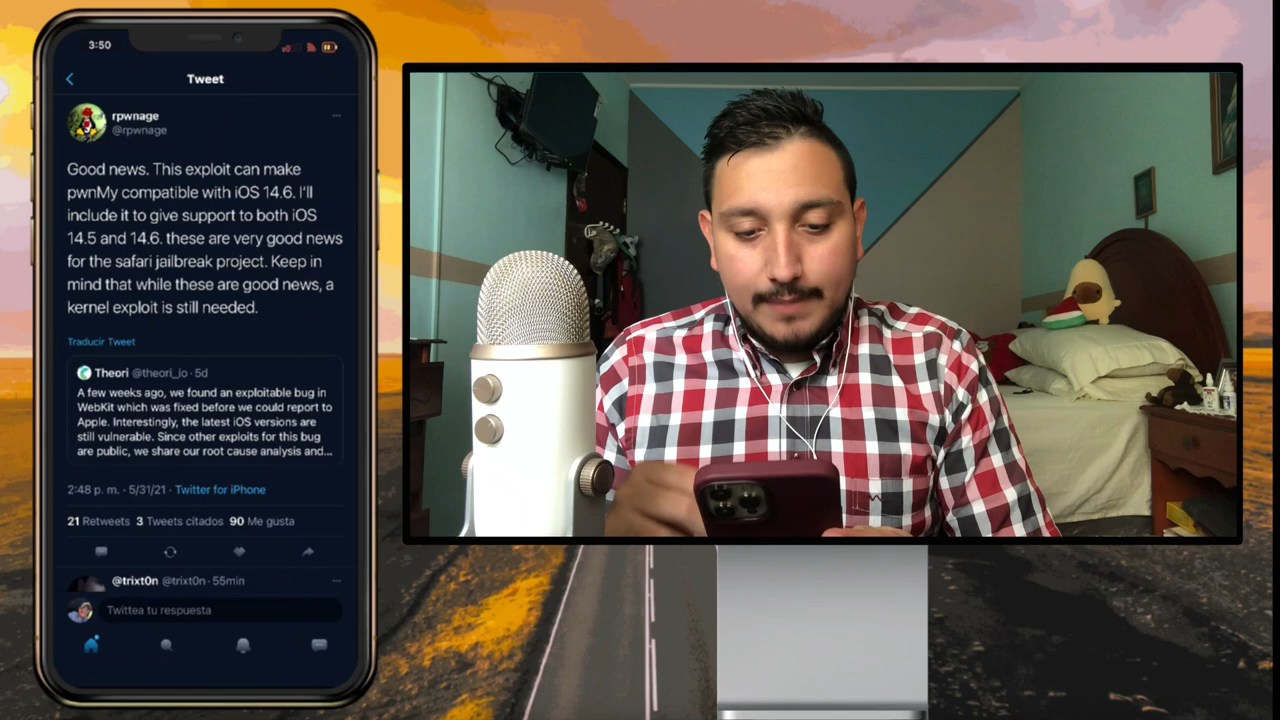 3:50
Tweet
rpwnage
@rpwnage
Good news. This exploit can make
pwnMy compatible with iOS 14.6. I'll
include it to give support to both iOS
14.5 and 14.6. these are very good news
for the safari jailbreak project. Keep in
mind that while these are good news, a
kernel exploit is still needed.
Traducir Tweet
Theori @theori_io · 5d
A few weeks ago, we found an exploitable bug in
WebKit which was fixed before we could report to
Apple. Interestingly, the latest iOS versions are
still vulnerable. Since other exploits for this bug
are public, we share our root cause analysis and...
2:48 p. m. · 5/31/21 · Twitter for iPhone
21 Retweets 3 Tweets citados 90 Me gusta
@trixt0n @trixt0n · 55min
Twittea tu respuesta